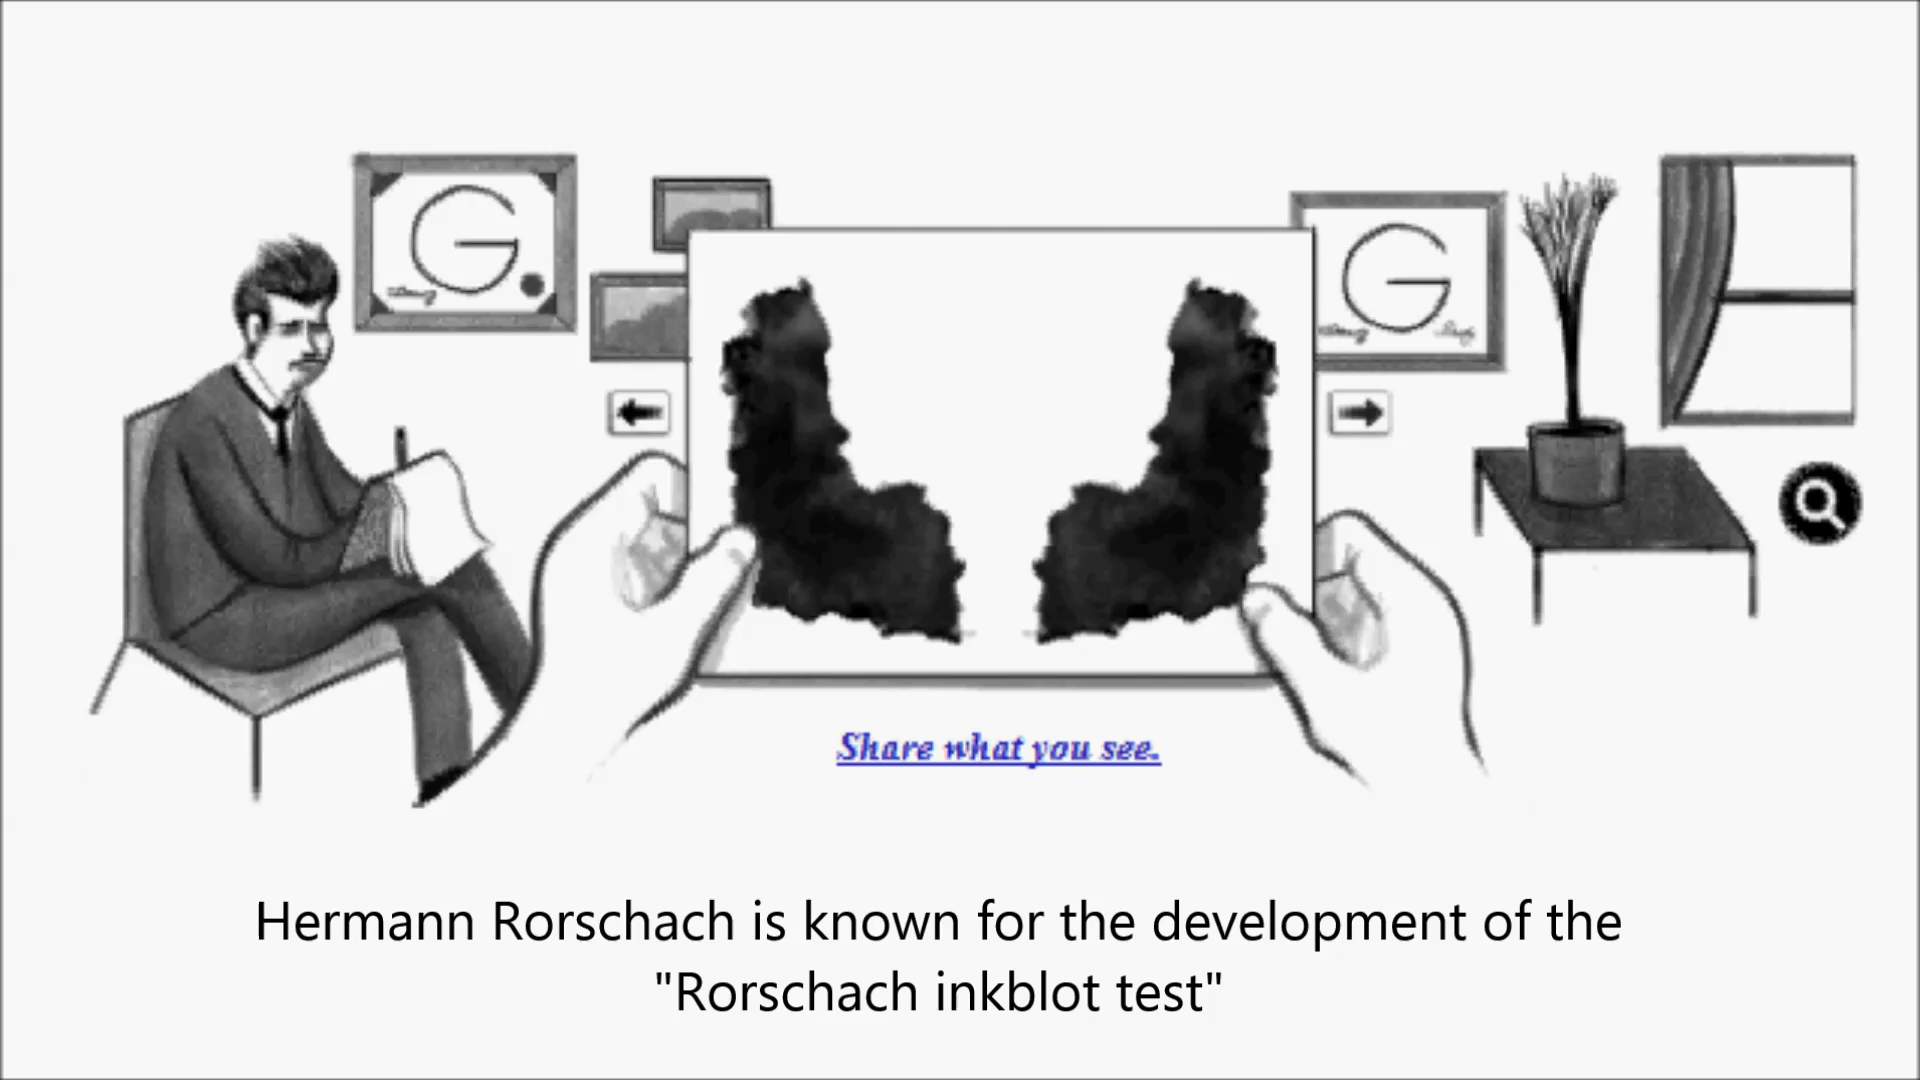 G
G
Share what you see.
Hermann Rorschach is known for the development of the
"Rorschach inkblot test"